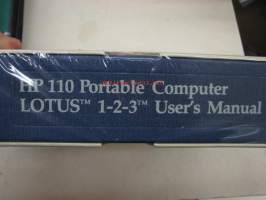 HP 110 Portable Computer
LOTUS™ 1-2-3™ User's Manual